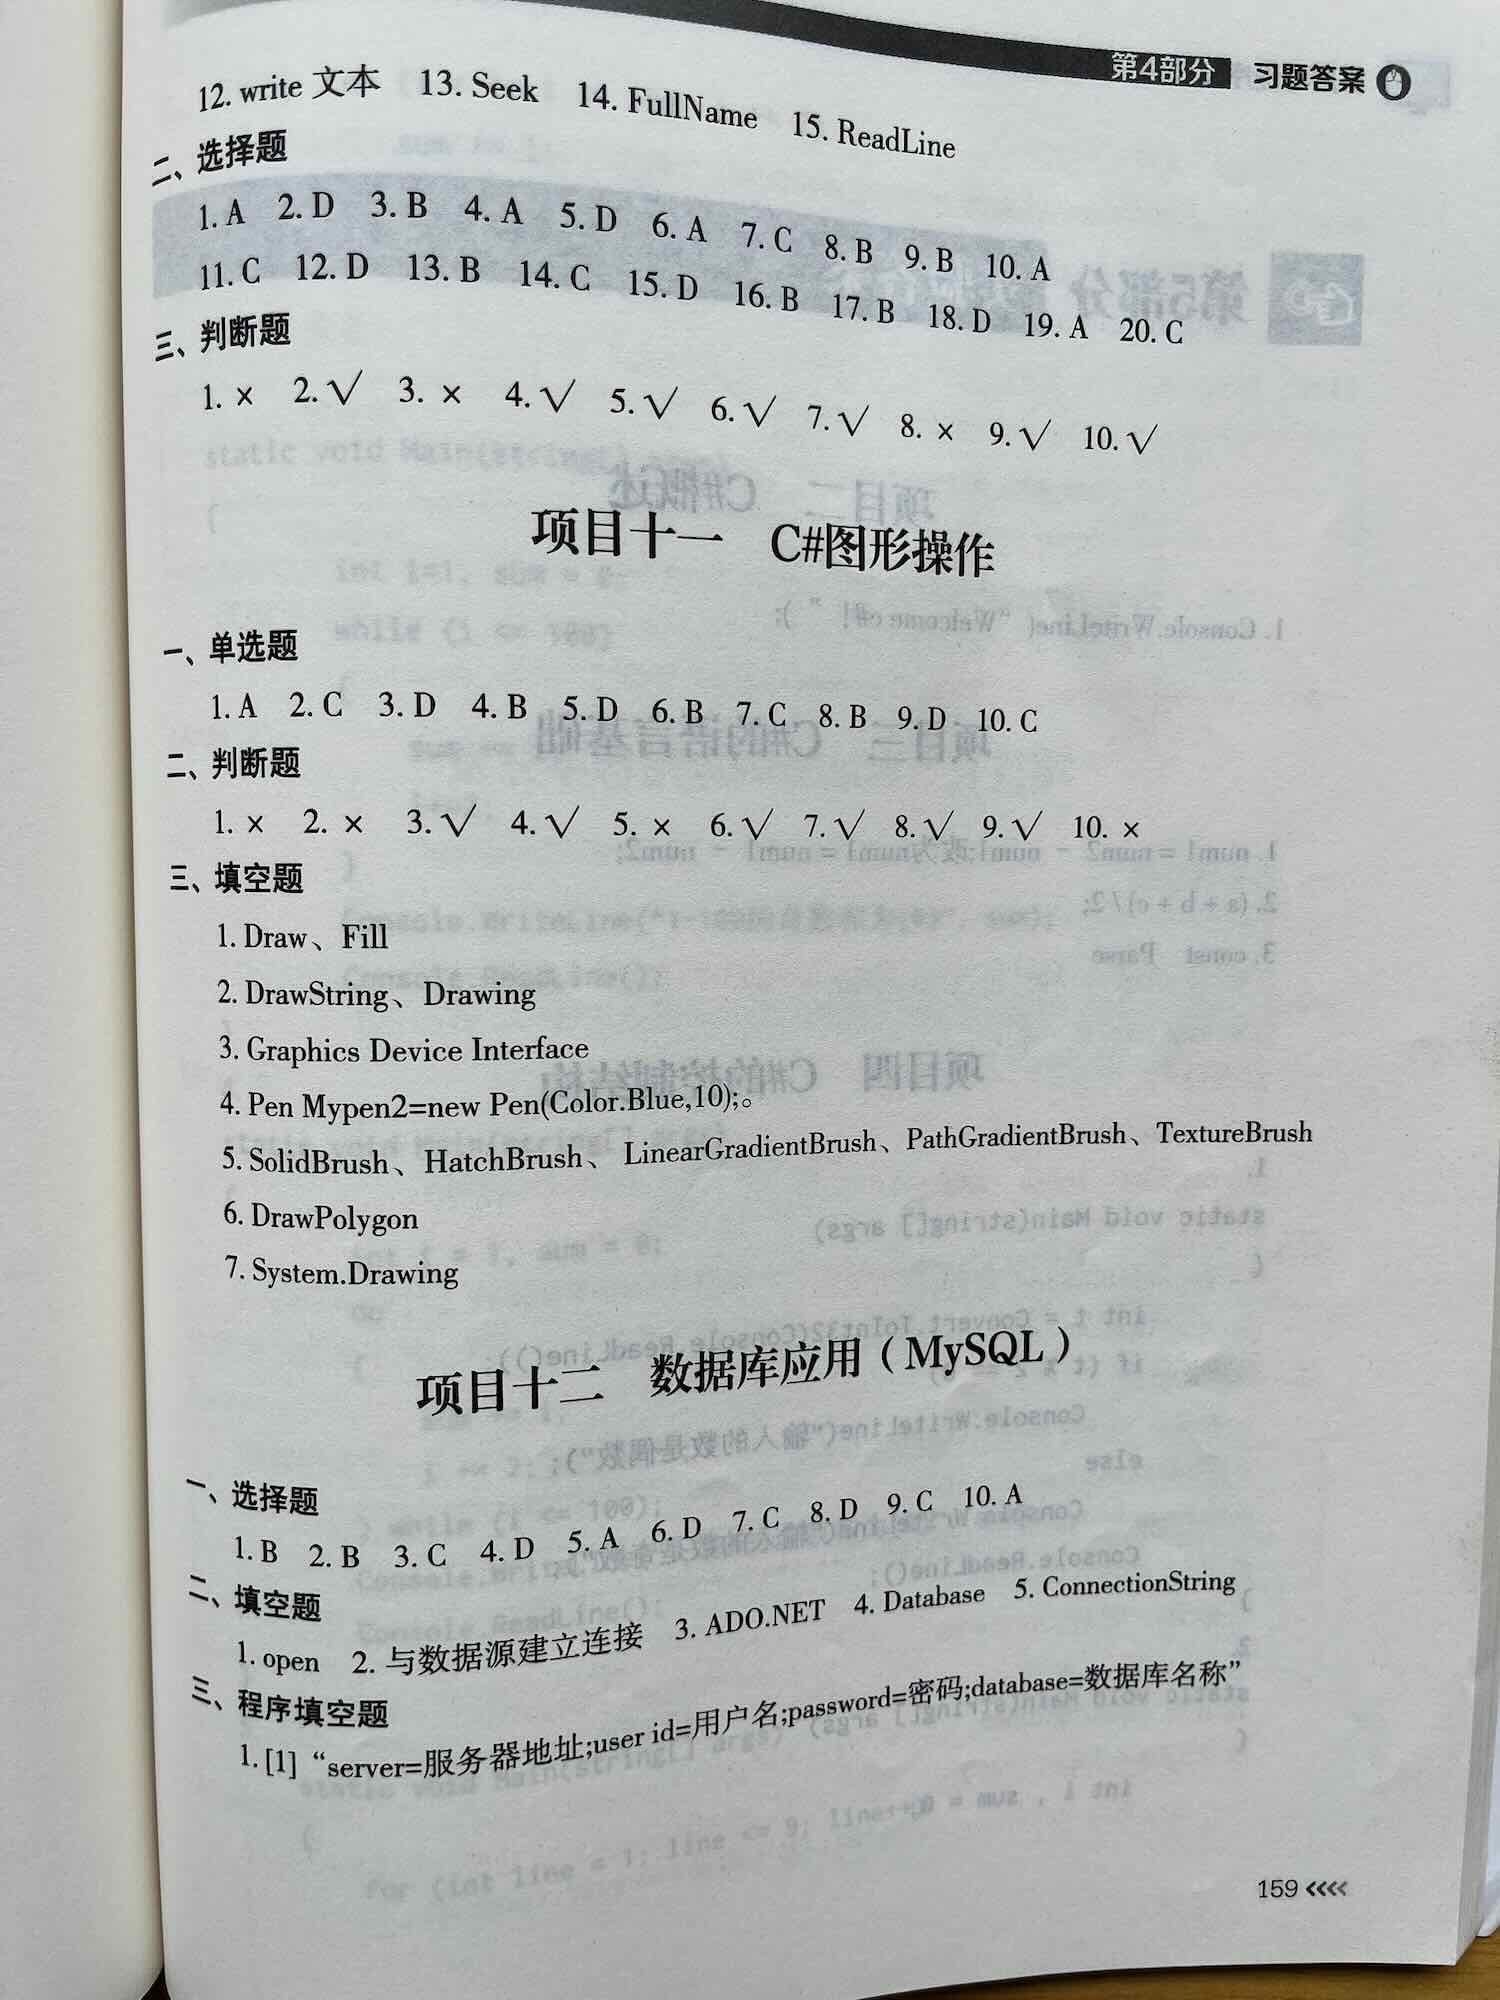 第4部分 习题答案
12. write 文本 13. Seek 14. FullName 15. ReadLine
二、选择题
1. A 2. D 3. B 4. A 5. D 6. A 7. C 8. B 9. B 10. A
11. C 12. D 13. B 14. C 15. D 16. B 17. B 18. D 19. A 20. C
三、判断题
1. × 2. √ 3. × 4. √ 5. √ 6. √ 7. √ 8. × 9. √ 10. √
项目十一 C#图形操作
一、单选题
1. A 2. C 3. D 4. B 5. D 6. B 7. C 8. B 9. D 10. C
二、判断题
1. × 2. × 3. √ 4. √ 5. × 6. √ 7. √ 8. √ 9. √ 10. ×
三、填空题
1. Draw、Fill
2. DrawString、Drawing
3. Graphics Device Interface
4. Pen Mypen2=new Pen(Color.Blue,10);。
5. SolidBrush、HatchBrush、LinearGradientBrush、PathGradientBrush、TextureBrush
6. DrawPolygon
7. System.Drawing
项目十二 数据库应用（MySQL）
一、选择题
1. B 2. B 3. C 4. D 5. A 6. D 7. C 8. D 9. C 10. A
二、填空题
1. open 2. 与数据源建立连接 3. ADO.NET 4. Database 5. ConnectionString
三、程序填空题
1. [1] “server=服务器地址;user id=用户名;password=密码;database=数据库名称”
159